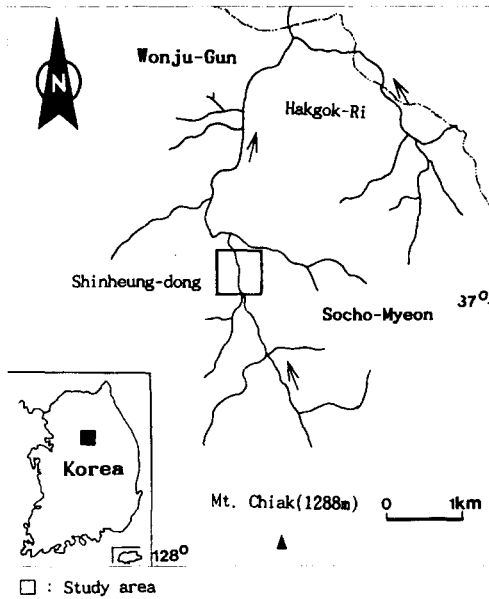 N
Wonju-Gun
Hakgok-Ri
Shinheung-dong
37°
Socho-Myeon
Korea
Mt. Chiak(1288m)
0 1km
128°
□ : Study area